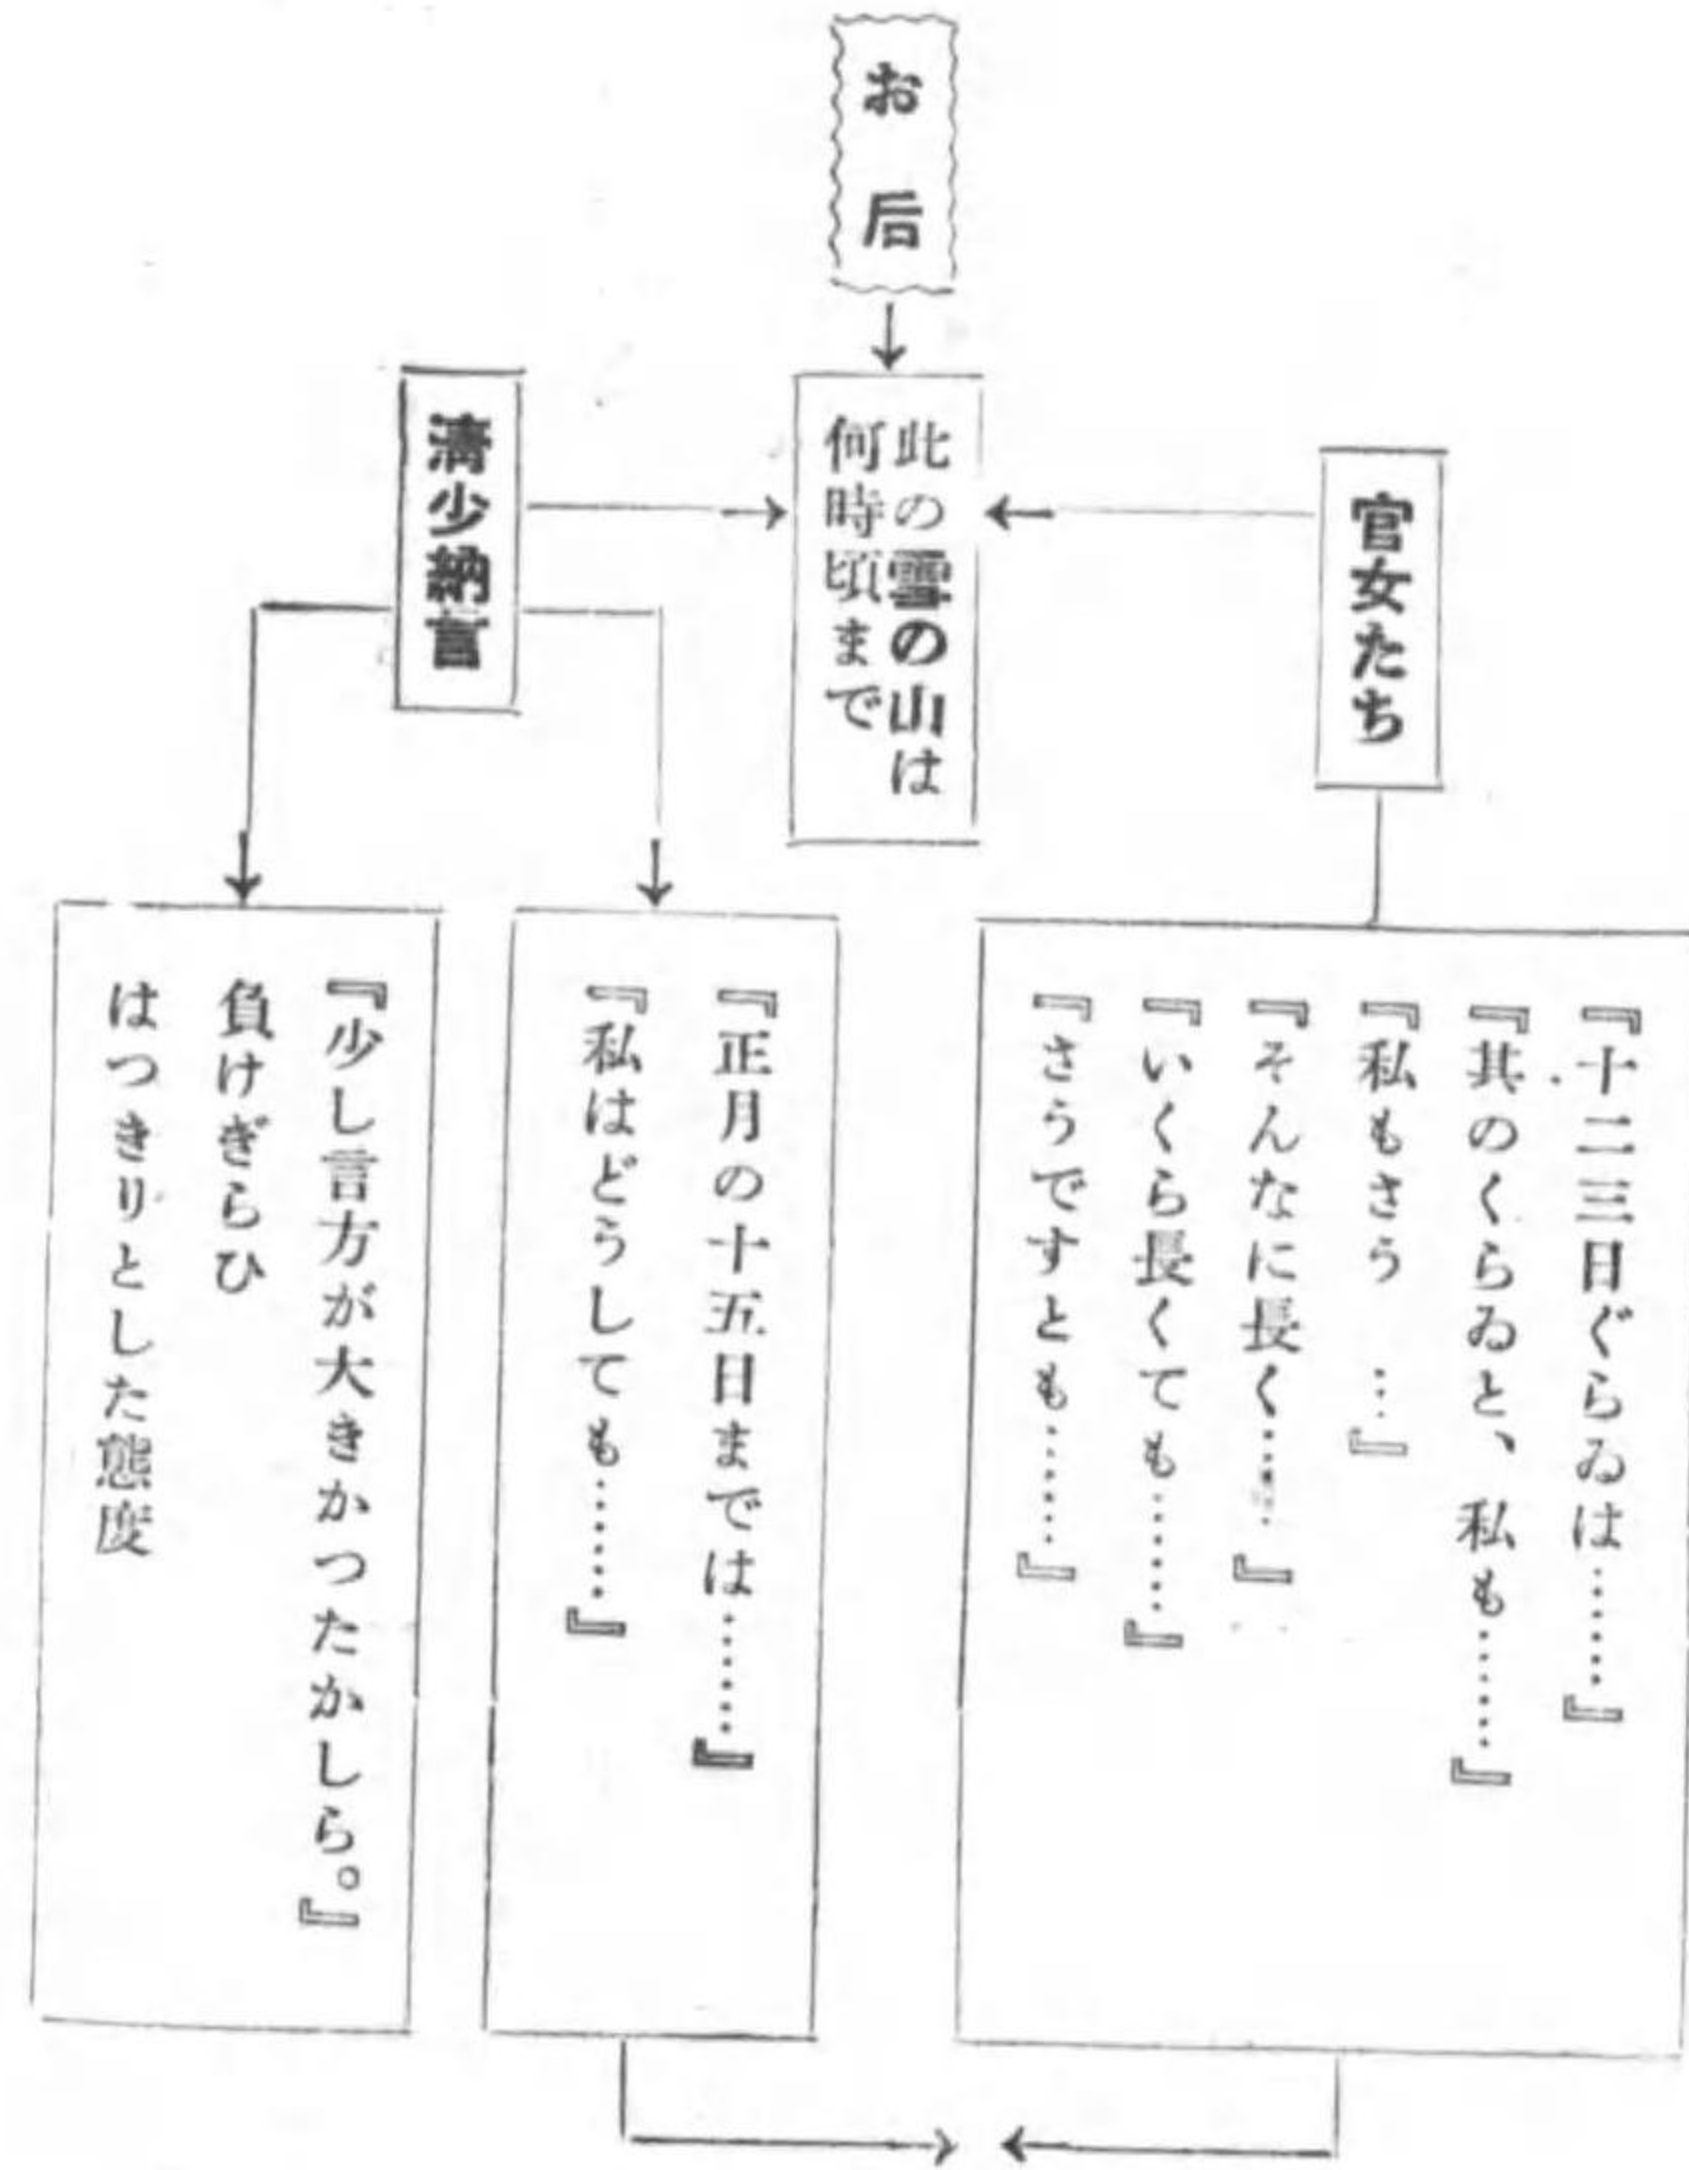 お后
此の雪の山は
何時頃まで
官女たち
『十二三日ぐらゐは……』
『其のくらゐと、私も……』
『私もさう…』
『そんなに長く……』
『いくら長くても……』
『さうですとも……』
清少納言
『正月の十五日までは……』
『私はどうしても……』
『少し言方が大きかつたかしら。』
負けぎらひ
はつきりとした態度